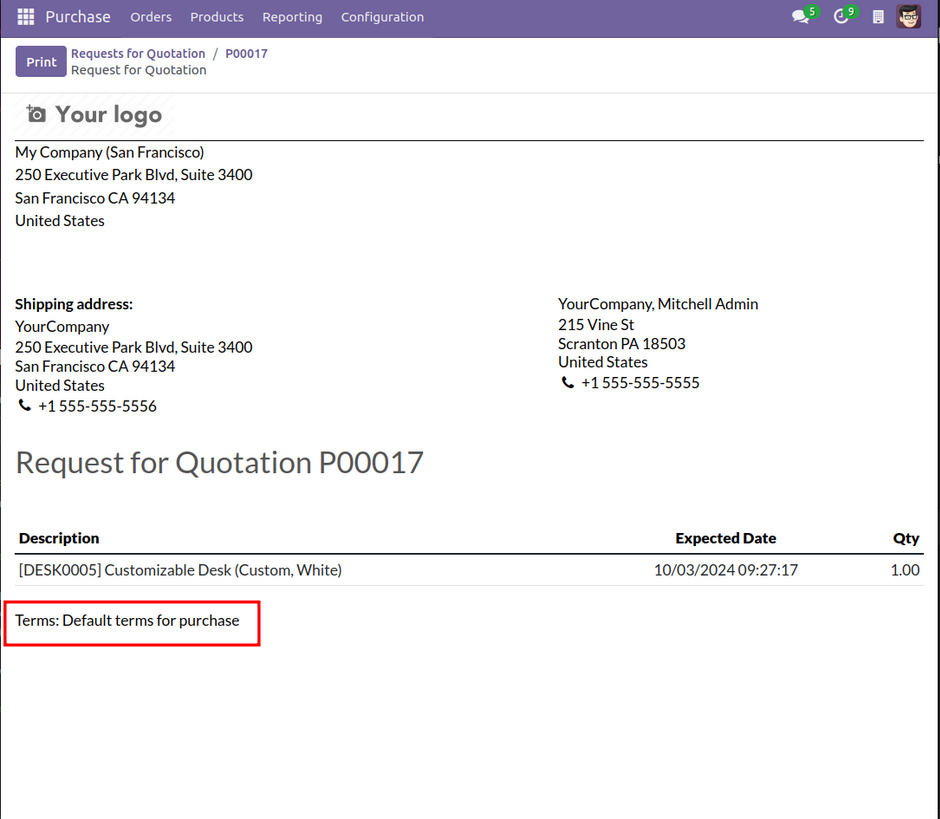 Purchase Orders Products Reporting Configuration 5 9
Print Requests for Quotation / P00017
Request for Quotation
Your logo
My Company (San Francisco)
250 Executive Park Blvd, Suite 3400
San Francisco CA 94134
United States
Shipping address:
YourCompany
250 Executive Park Blvd, Suite 3400
San Francisco CA 94134
United States
+1 555-555-5556
YourCompany, Mitchell Admin
215 Vine St
Scranton PA 18503
United States
+1 555-555-5555
Request for Quotation P00017
Description Expected Date Qty
[DESK0005] Customizable Desk (Custom, White) 10/03/2024 09:27:17 1.00
Terms: Default terms for purchase